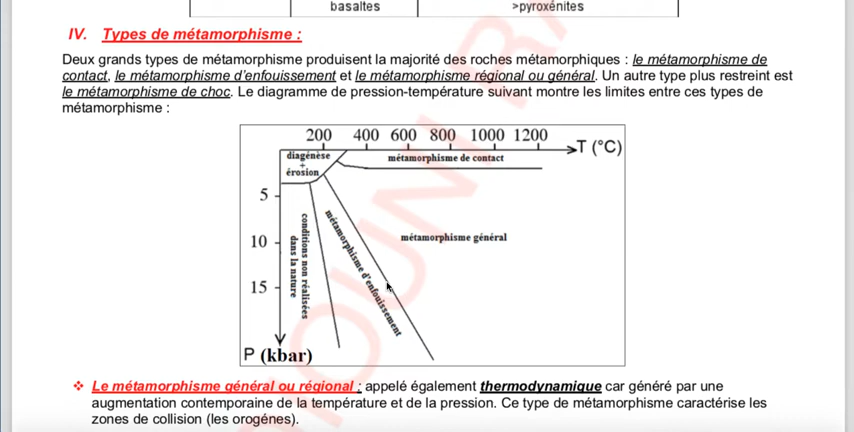 basaltes >pyroxénites
IV. Types de métamorphisme :
Deux grands types de métamorphisme produisent la majorité des roches métamorphiques : le métamorphisme de
contact, le métamorphisme d'enfouissement et le métamorphisme régional ou général. Un autre type plus restreint est
le métamorphisme de choc. Le diagramme de pression-température suivant montre les limites entre ces types de
métamorphisme :
200 400 600 800 1000 1200
T (°C)
diagénèse
+
érosion
métamorphisme de contact
5
10
15
conditions non réalisées
dans la nature
métamorphisme d'enfouissement
métamorphisme général
P (kbar)
❖ Le métamorphisme général ou régional : appelé également thermodynamique car généré par une
augmentation contemporaine de la température et de la pression. Ce type de métamorphisme caractérise les
zones de collision (les orogénes).